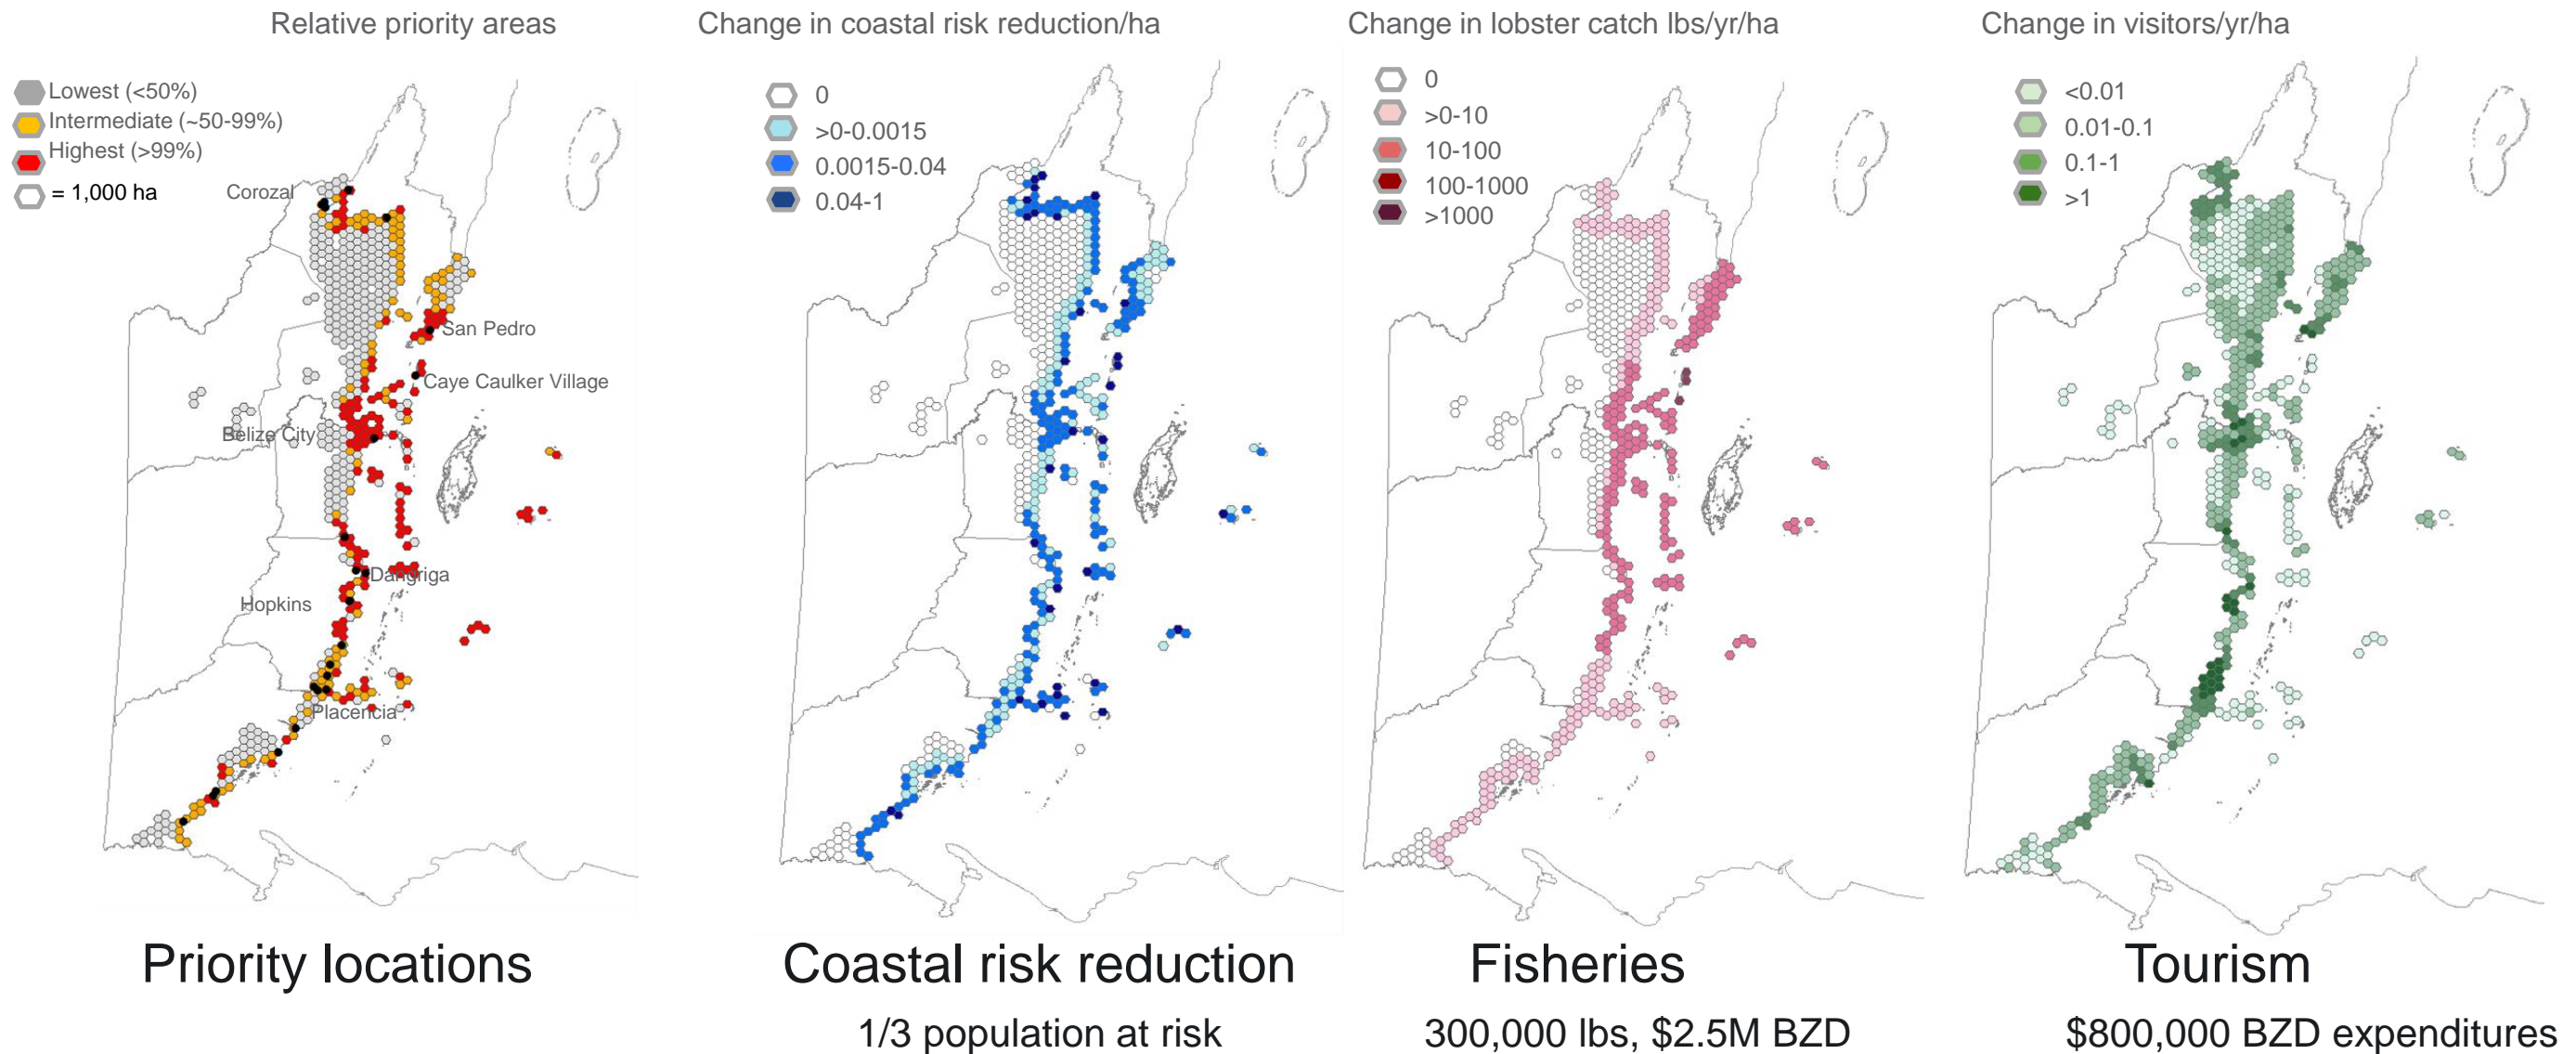 Relative priority areas
Change in coastal risk reduction/ha
Change in lobster catch lbs/yr/ha
Change in visitors/yr/ha
Lowest (<50%)
Intermediate (~50-99%)
Highest (>99%)
= 1,000 ha
Corozal
San Pedro
Caye Caulker Village
Belize City
Dangriga
Hopkins
Placencia
0
>0-0.0015
0.0015-0.04
0.04-1
0
>0-10
10-100
100-1000
>1000
<0.01
0.01-0.1
0.1-1
>1
Priority locations
Coastal risk reduction
Fisheries
Tourism
1/3 population at risk
300,000 lbs, $2.5M BZD
$800,000 BZD expenditures